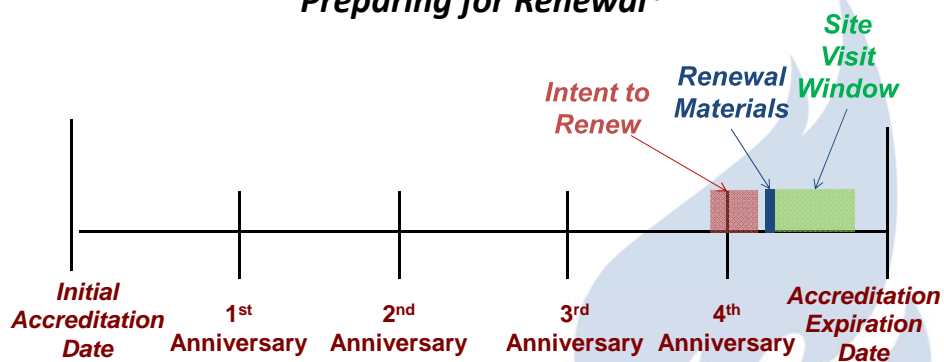 Preparing for Renewal
Site
Visit
Window
Renewal
Materials
Intent to
Renew
Initial
Accreditation
Date
1st
Anniversary
2nd
Anniversary
3rd
Anniversary
4th
Anniversary
Accreditation
Expiration
Date